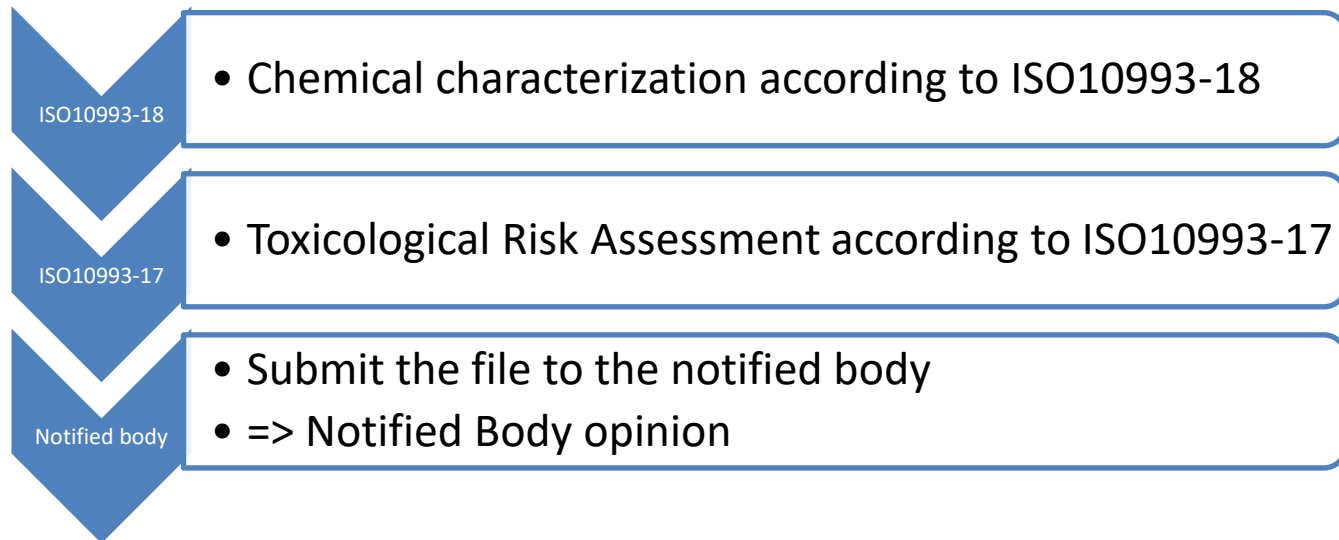 ISO10993-18
• Chemical characterization according to ISO10993-18
ISO10993-17
• Toxicological Risk Assessment according to ISO10993-17
Notified body
• Submit the file to the notified body
• => Notified Body opinion